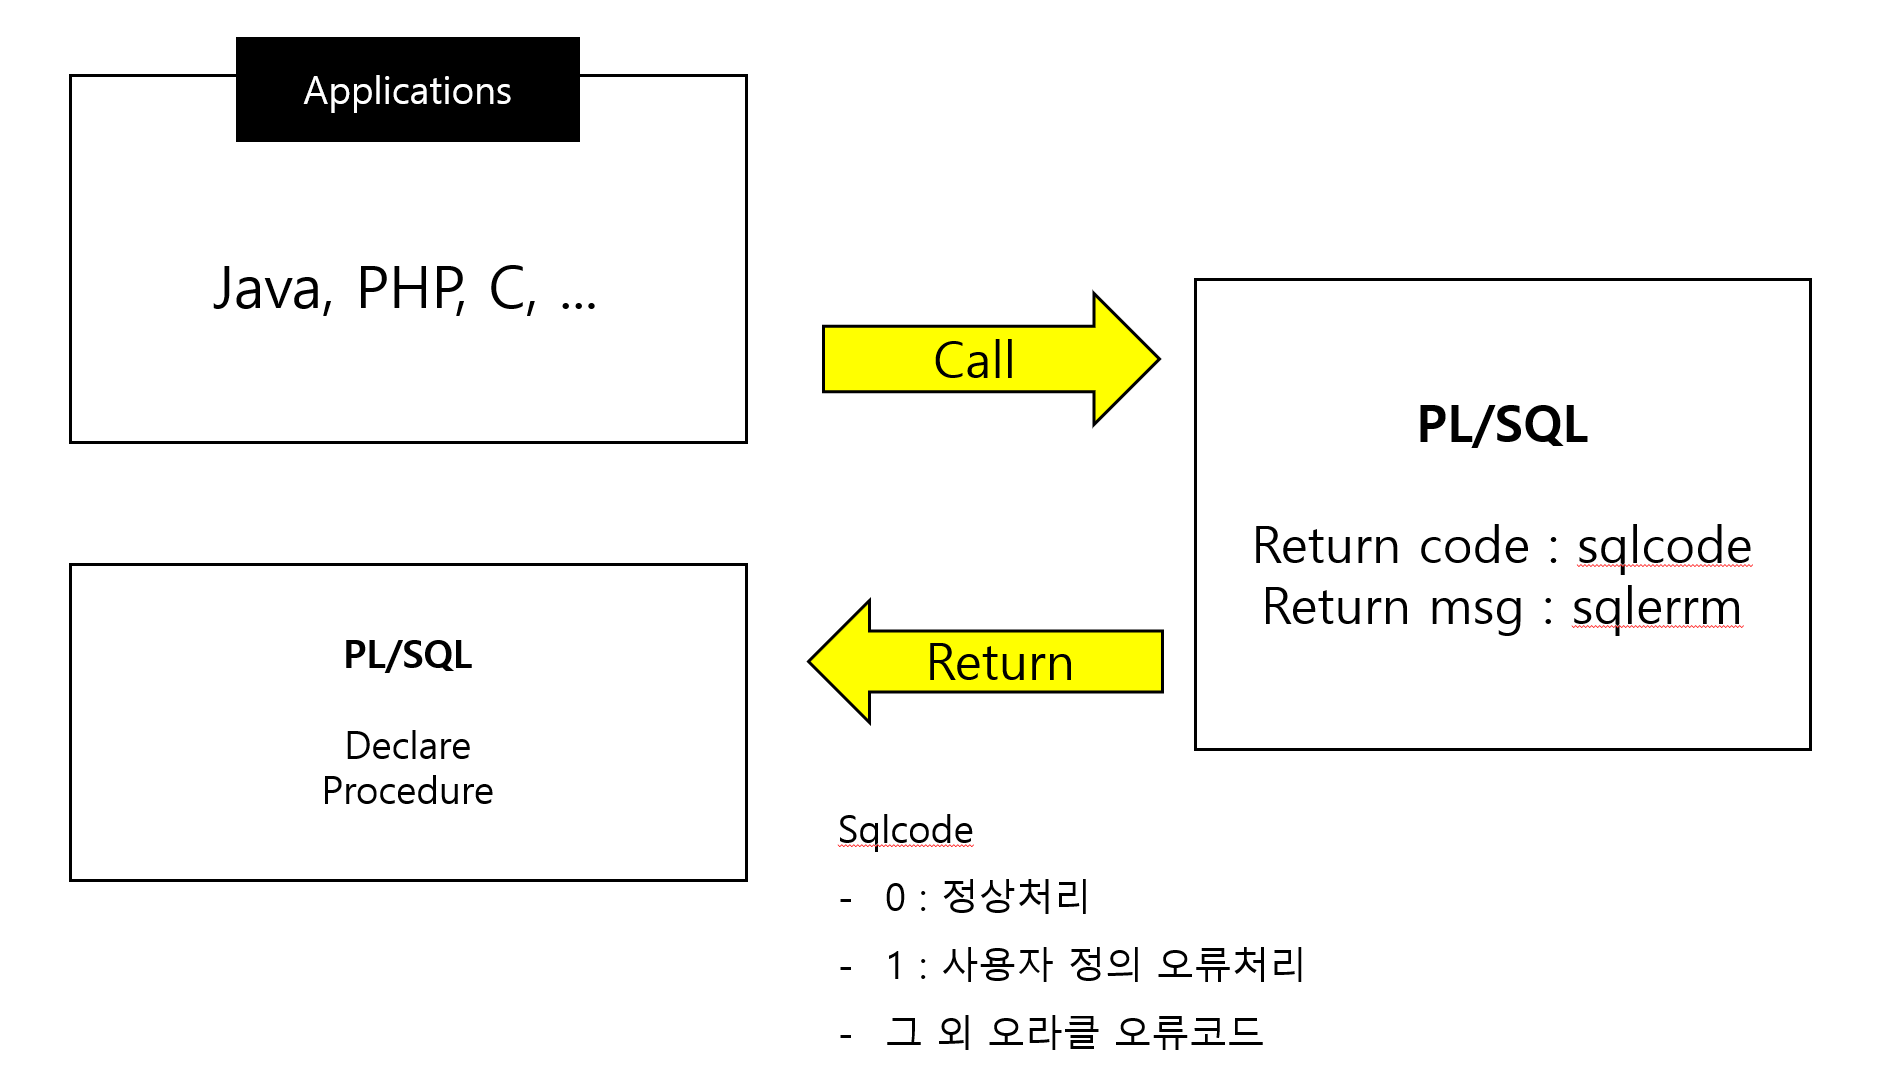 Applications
Java, PHP, C, ...
Call
PL/SQL
Return code : sqlcode
Return msg : sqlerrm
Return
PL/SQL
Declare
Procedure
Sqlcode
- 0 : 정상처리
- 1 : 사용자 정의 오류처리
- 그 외 오라클 오류코드